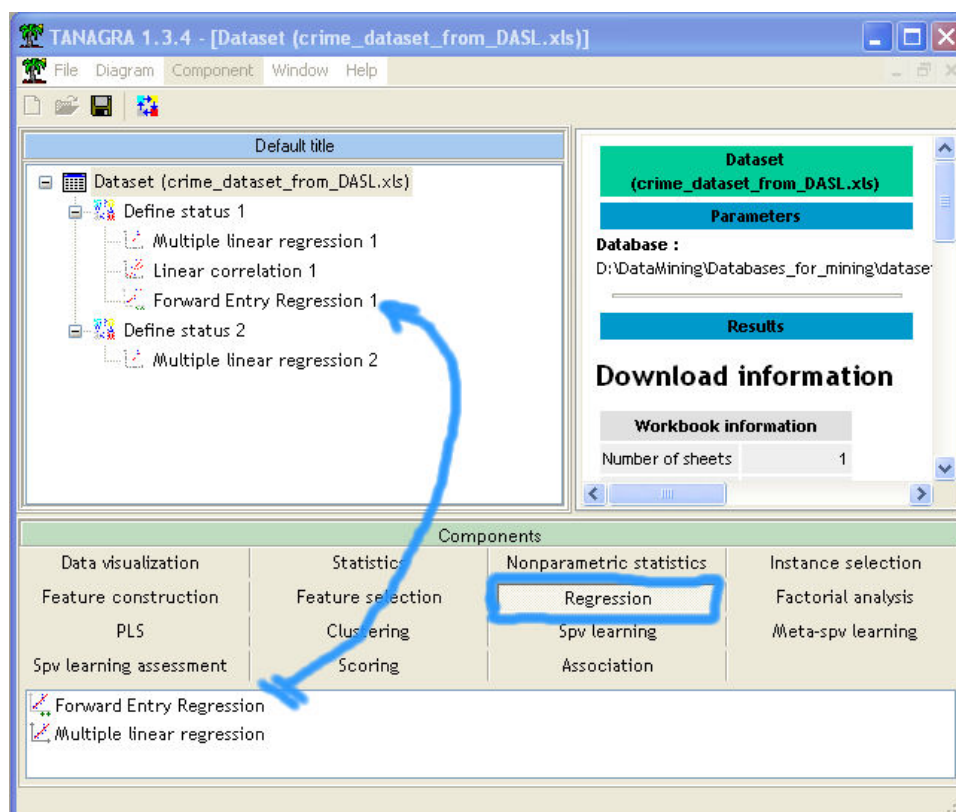 TANAGRA 1.3.4 - [Dataset (crime_dataset_from_DASL.xls)]
File Diagram Component Window Help
Default title
Dataset (crime_dataset_from_DASL.xls)
Define status 1
Multiple linear regression 1
Linear correlation 1
Forward Entry Regression 1
Define status 2
Multiple linear regression 2
Dataset
(crime_dataset_from_DASL.xls)
Parameters
Database :
D:\DataMining\Databases_for_mining\dataset
Results
Download information
Workbook information
Number of sheets 1
Components
Data visualization Statistics Nonparametric statistics Instance selection
Feature construction Feature selection Regression Factorial analysis
PLS Clustering Spv learning Meta-spv learning
Spv learning assessment Scoring Association
Forward Entry Regression
Multiple linear regression